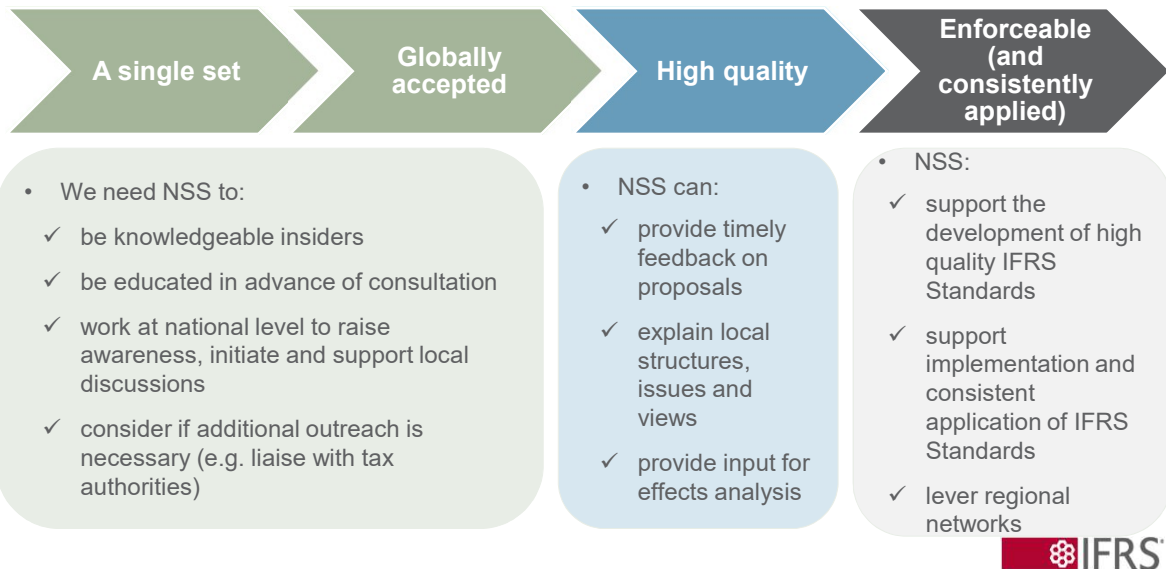 A single set
Globally
accepted
High quality
Enforceable
(and
consistently
applied)
• We need NSS to:
✓ be knowledgeable insiders
✓ be educated in advance of consultation
✓ work at national level to raise
awareness, initiate and support local
discussions
✓ consider if additional outreach is
necessary (e.g. liaise with tax
authorities)
• NSS can:
✓ provide timely
feedback on
proposals
✓ explain local
structures,
issues and
views
✓ provide input for
effects analysis
• NSS:
✓ support the
development of high
quality IFRS
Standards
✓ support
implementation and
consistent
application of IFRS
Standards
✓ lever regional
networks
IFRS